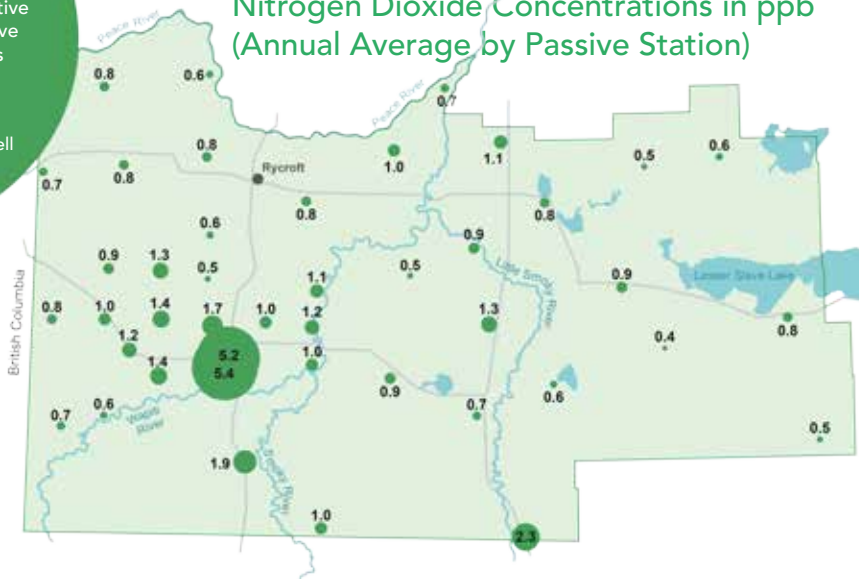 tive
ve
s
ell
Nitrogen Dioxide Concentrations in ppb
(Annual Average by Passive Station)
Peace River
Peace River
0.8
0.6
0.7
0.8
1.0
1.1
0.5
0.6
0.7
0.8
Rycroft
0.8
0.8
0.6
0.9
0.9
1.3
0.5
1.1
0.5
Little Smoky River
0.9
Lesser Slave Lake
British Columbia
0.8
1.0
1.4
1.7
1.0
1.2
1.3
0.8
1.2
0.4
1.4
5.2
5.4
1.0
0.9
0.7
0.6
0.7
0.6
Wapiti
River
0.5
1.9
Smoky River
1.0
2.3